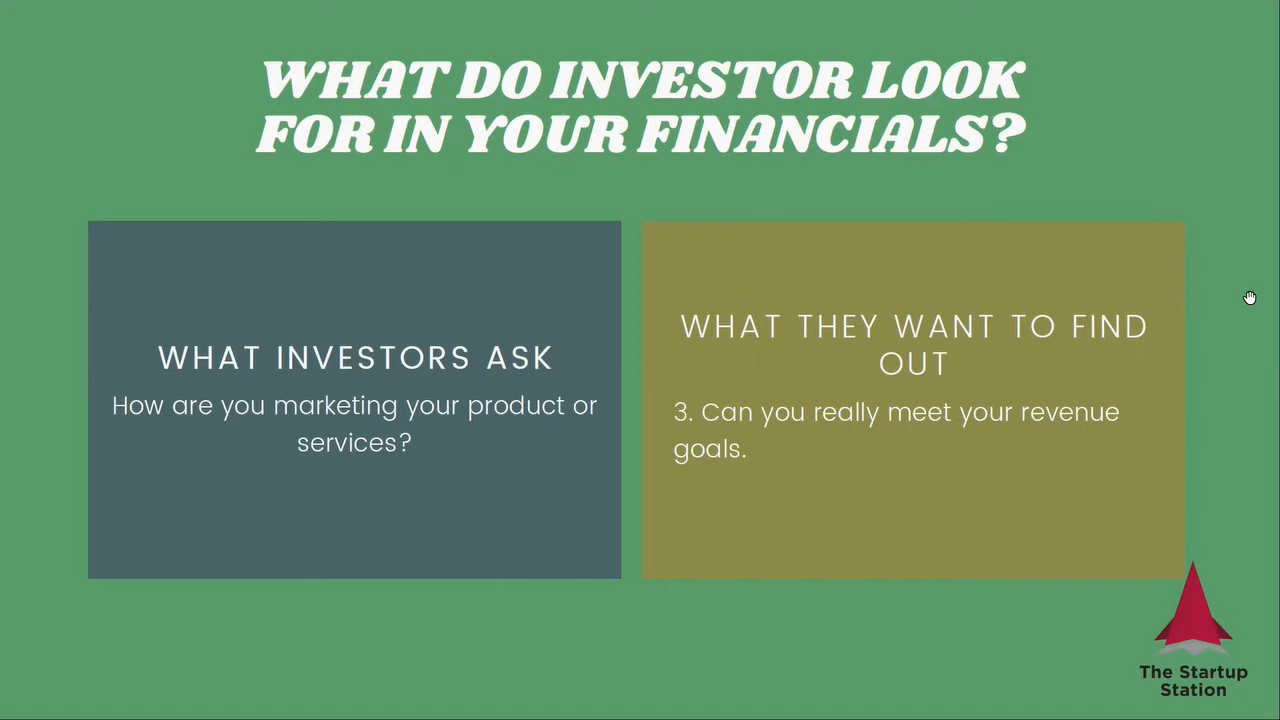 WHAT DO INVESTOR LOOK
FOR IN YOUR FINANCIALS?
WHAT INVESTORS ASK
How are you marketing your product or
services?
WHAT THEY WANT TO FIND
OUT
3. Can you really meet your revenue
goals.
The Startup
Station